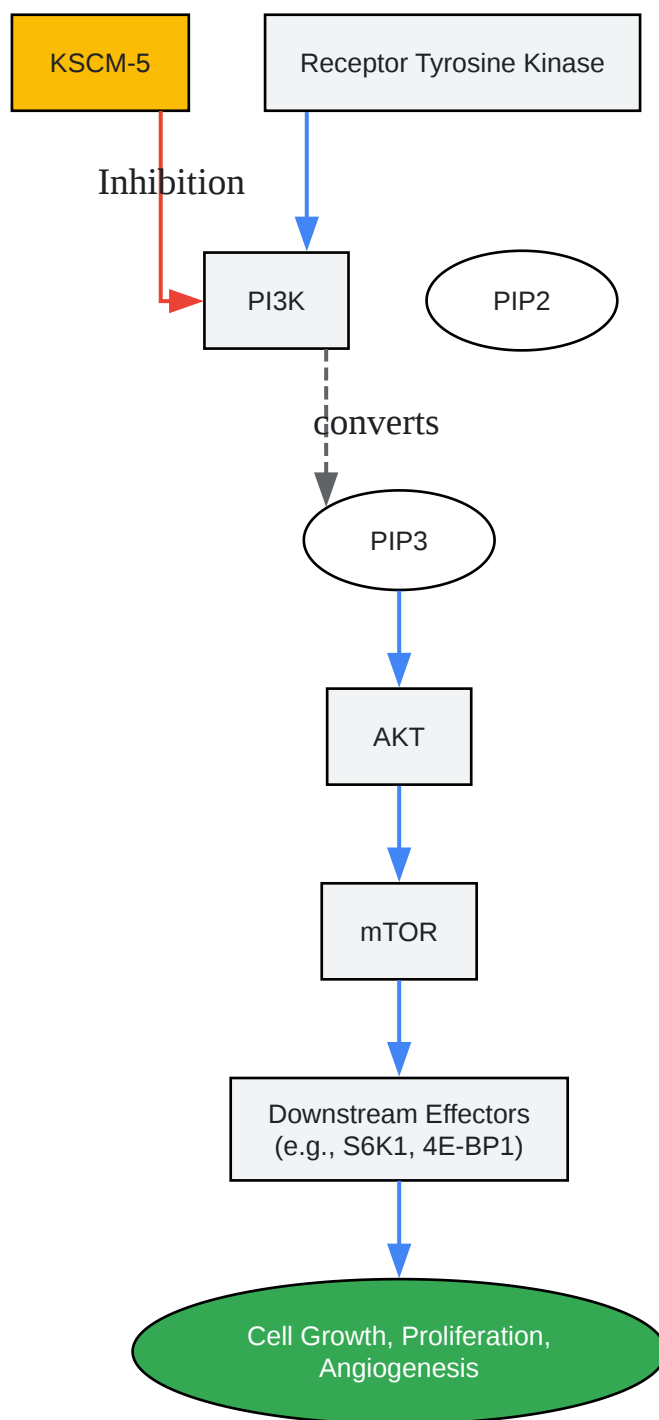 KSCM-5
Receptor Tyrosine Kinase
Inhibition
PI3K
PIP2
converts
PIP3
AKT
mTOR
Downstream Effectors
(e.g., S6K1, 4E-BP1)
Cell Growth, Proliferation,
Angiogenesis